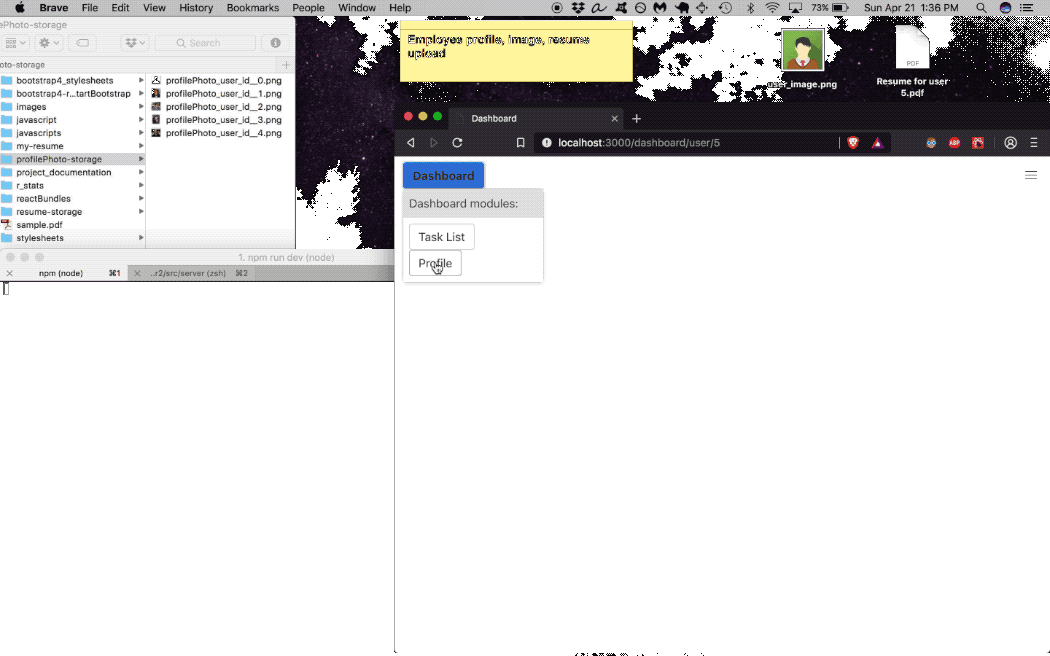 Brave File Edit View History Bookmarks People Window Help 73% Sun Apr 21 1:36 PM
ePhoto-storage
Search
oto-storage
bootstrap4_stylesheets
bootstrap4-r...tartBootstrap
images
javascript
javascripts
my-resume
profilePhoto-storage
project_documentation
r_stats
reactBundles
resume-storage
sample.pdf
stylesheets
profilePhoto_user_id__0.png
profilePhoto_user_id__1.png
profilePhoto_user_id__2.png
profilePhoto_user_id__3.png
profilePhoto_user_id__4.png
1. npm run dev (node)
npm (node) ⌘1 ..r2/src/server (zsh) ⌘2
Employee profile, image, resume
upload
user_image.png
PDF
Resume for user
5.pdf
Dashboard
localhost:3000/dashboard/user/5
ABP
Dashboard
Dashboard modules:
Task List
Profile